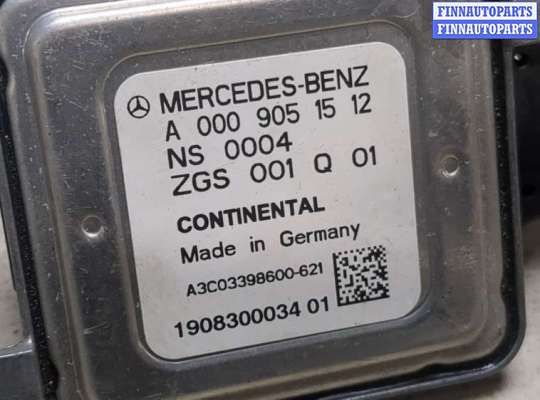 FINNAUTOPARTS
FINNAUTOPARTS
MERCEDES-BENZ
A 000 905 15 12
NS 0004
ZGS 001 Q 01
CONTINENTAL
Made in Germany
A3C03398600-621
1908300034 01